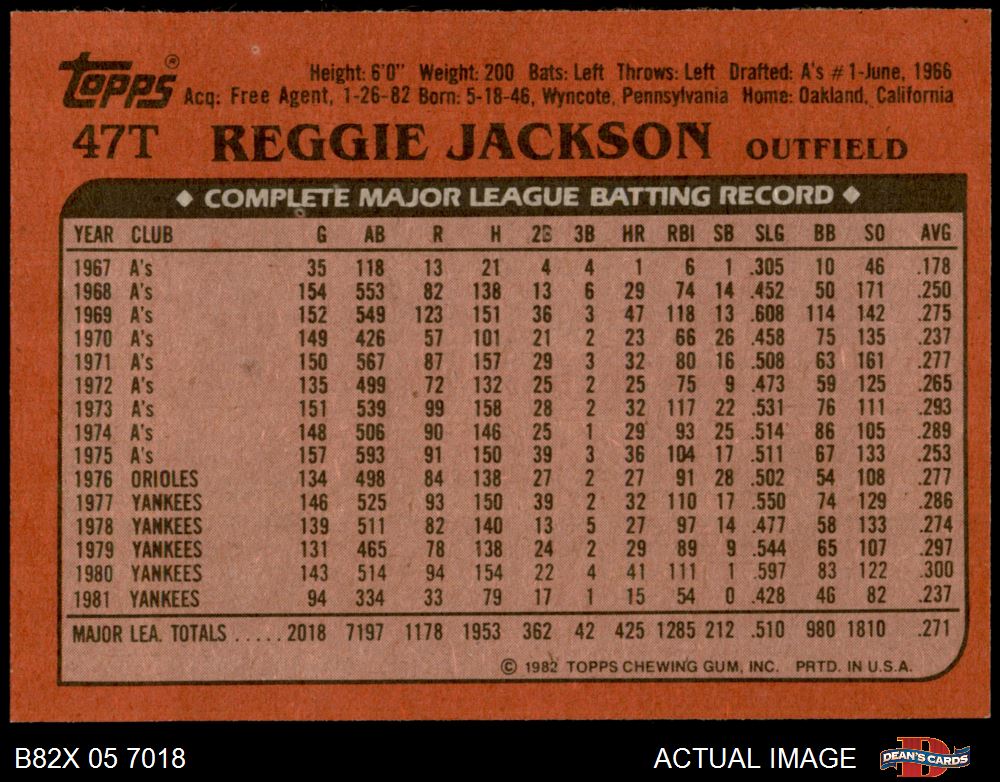 Topps® Height: 6'0" Weight: 200 Bats: Left Throws: Left Drafted: A's #1-June, 1966
Acq: Free Agent, 1-26-82 Born: 5-18-46, Wyncote, Pennsylvania Home: Oakland, California
47T REGGIE JACKSON OUTFIELD
◆ COMPLETE MAJOR LEAGUE BATTING RECORD ◆
YEAR CLUB G AB R H 2B 3B HR RBI SB SLG BB SO AVG
1967 A's 35 118 13 21 4 4 1 6 1 .305 10 46 .178
1968 A's 154 553 82 138 13 6 29 74 14 .452 50 171 .250
1969 A's 152 549 123 151 36 3 47 118 13 .608 114 142 .275
1970 A's 149 426 57 101 21 2 23 66 26 .458 75 135 .237
1971 A's 150 567 87 157 29 3 32 80 16 .508 63 161 .277
1972 A's 135 499 72 132 25 2 25 75 9 .473 59 125 .265
1973 A's 151 539 99 158 28 2 32 117 22 .531 76 111 .293
1974 A's 148 506 90 146 25 1 29 93 25 .514 86 105 .289
1975 A's 157 593 91 150 39 3 36 104 17 .511 67 133 .253
1976 ORIOLES 134 498 84 138 27 2 27 91 28 .502 54 108 .277
1977 YANKEES 146 525 93 150 39 2 32 110 17 .550 74 129 .286
1978 YANKEES 139 511 82 140 13 5 27 97 14 .477 58 133 .274
1979 YANKEES 131 465 78 138 24 2 29 89 9 .544 65 107 .297
1980 YANKEES 143 514 94 154 22 4 41 111 1 .597 83 122 .300
1981 YANKEES 94 334 33 79 17 1 15 54 0 .428 46 82 .237
MAJOR LEA. TOTALS ..... 2018 7197 1178 1953 362 42 425 1285 212 .510 980 1810 .271
© 1982 TOPPS CHEWING GUM, INC. PRTD. IN U.S.A.
B82X 05 7018 ACTUAL IMAGE DEAN'S CARDS